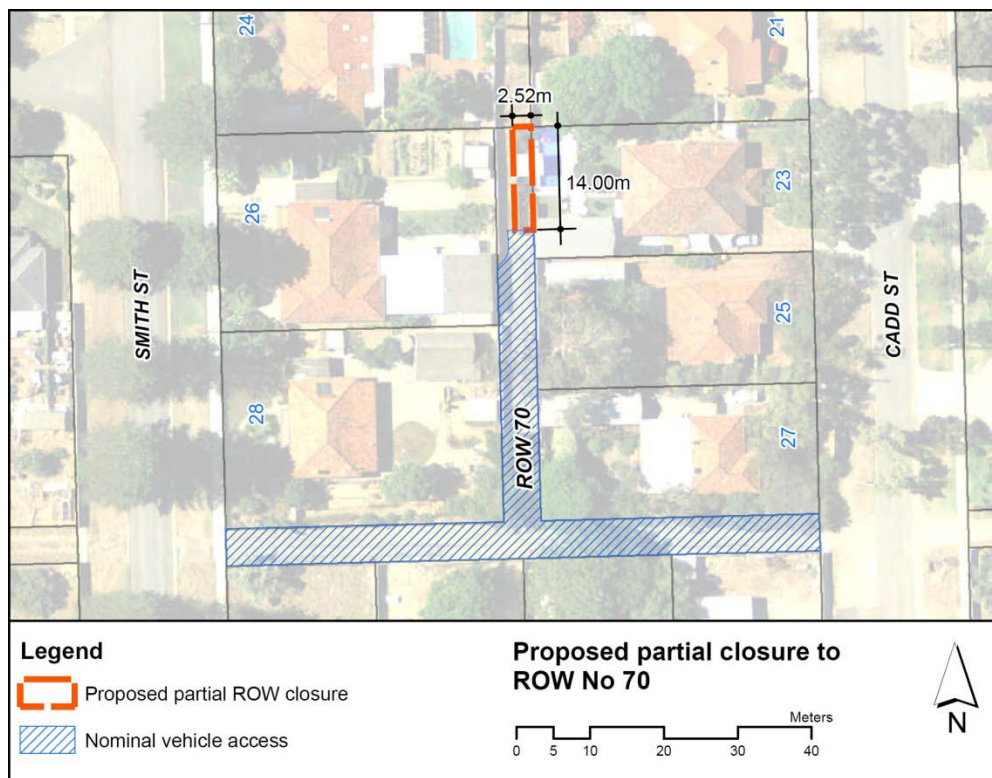 24
21
2.52m
14.00m
26
23
SMITH ST
CADD ST
25
28
ROW 70
27
Legend
Proposed partial ROW closure
Nominal vehicle access
Proposed partial closure to
ROW No 70
Meters
0 5 10 20 30 40
N